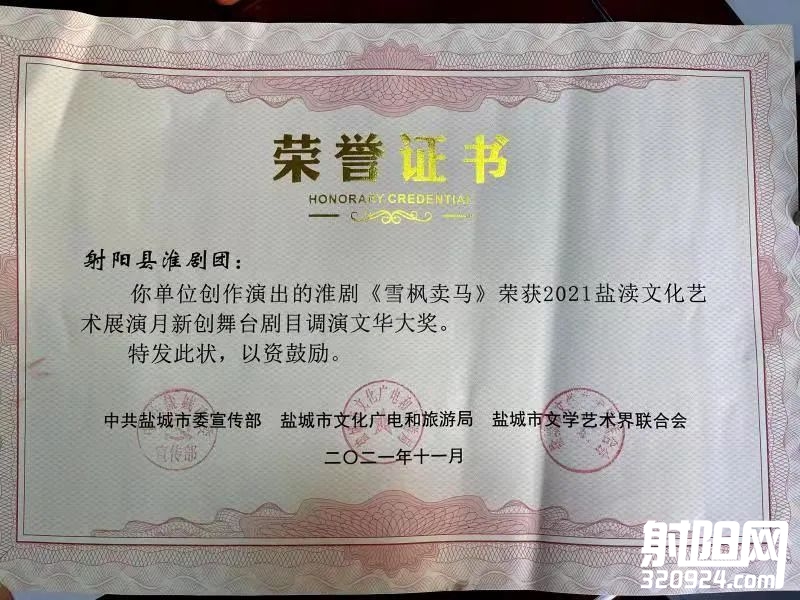 荣誉证书
HONORARY CREDENTIAL
射阳县淮剧团：
你单位创作演出的淮剧《雪枫卖马》荣获2021盐渎文化艺
术展演月新创舞台剧目调演文华大奖。
特发此状，以资鼓励。
中共盐城市委宣传部 盐城市文化广电和旅游局 盐城市文学艺术界联合会
宣传部
二〇二一年十一月
射阳网
320924.com